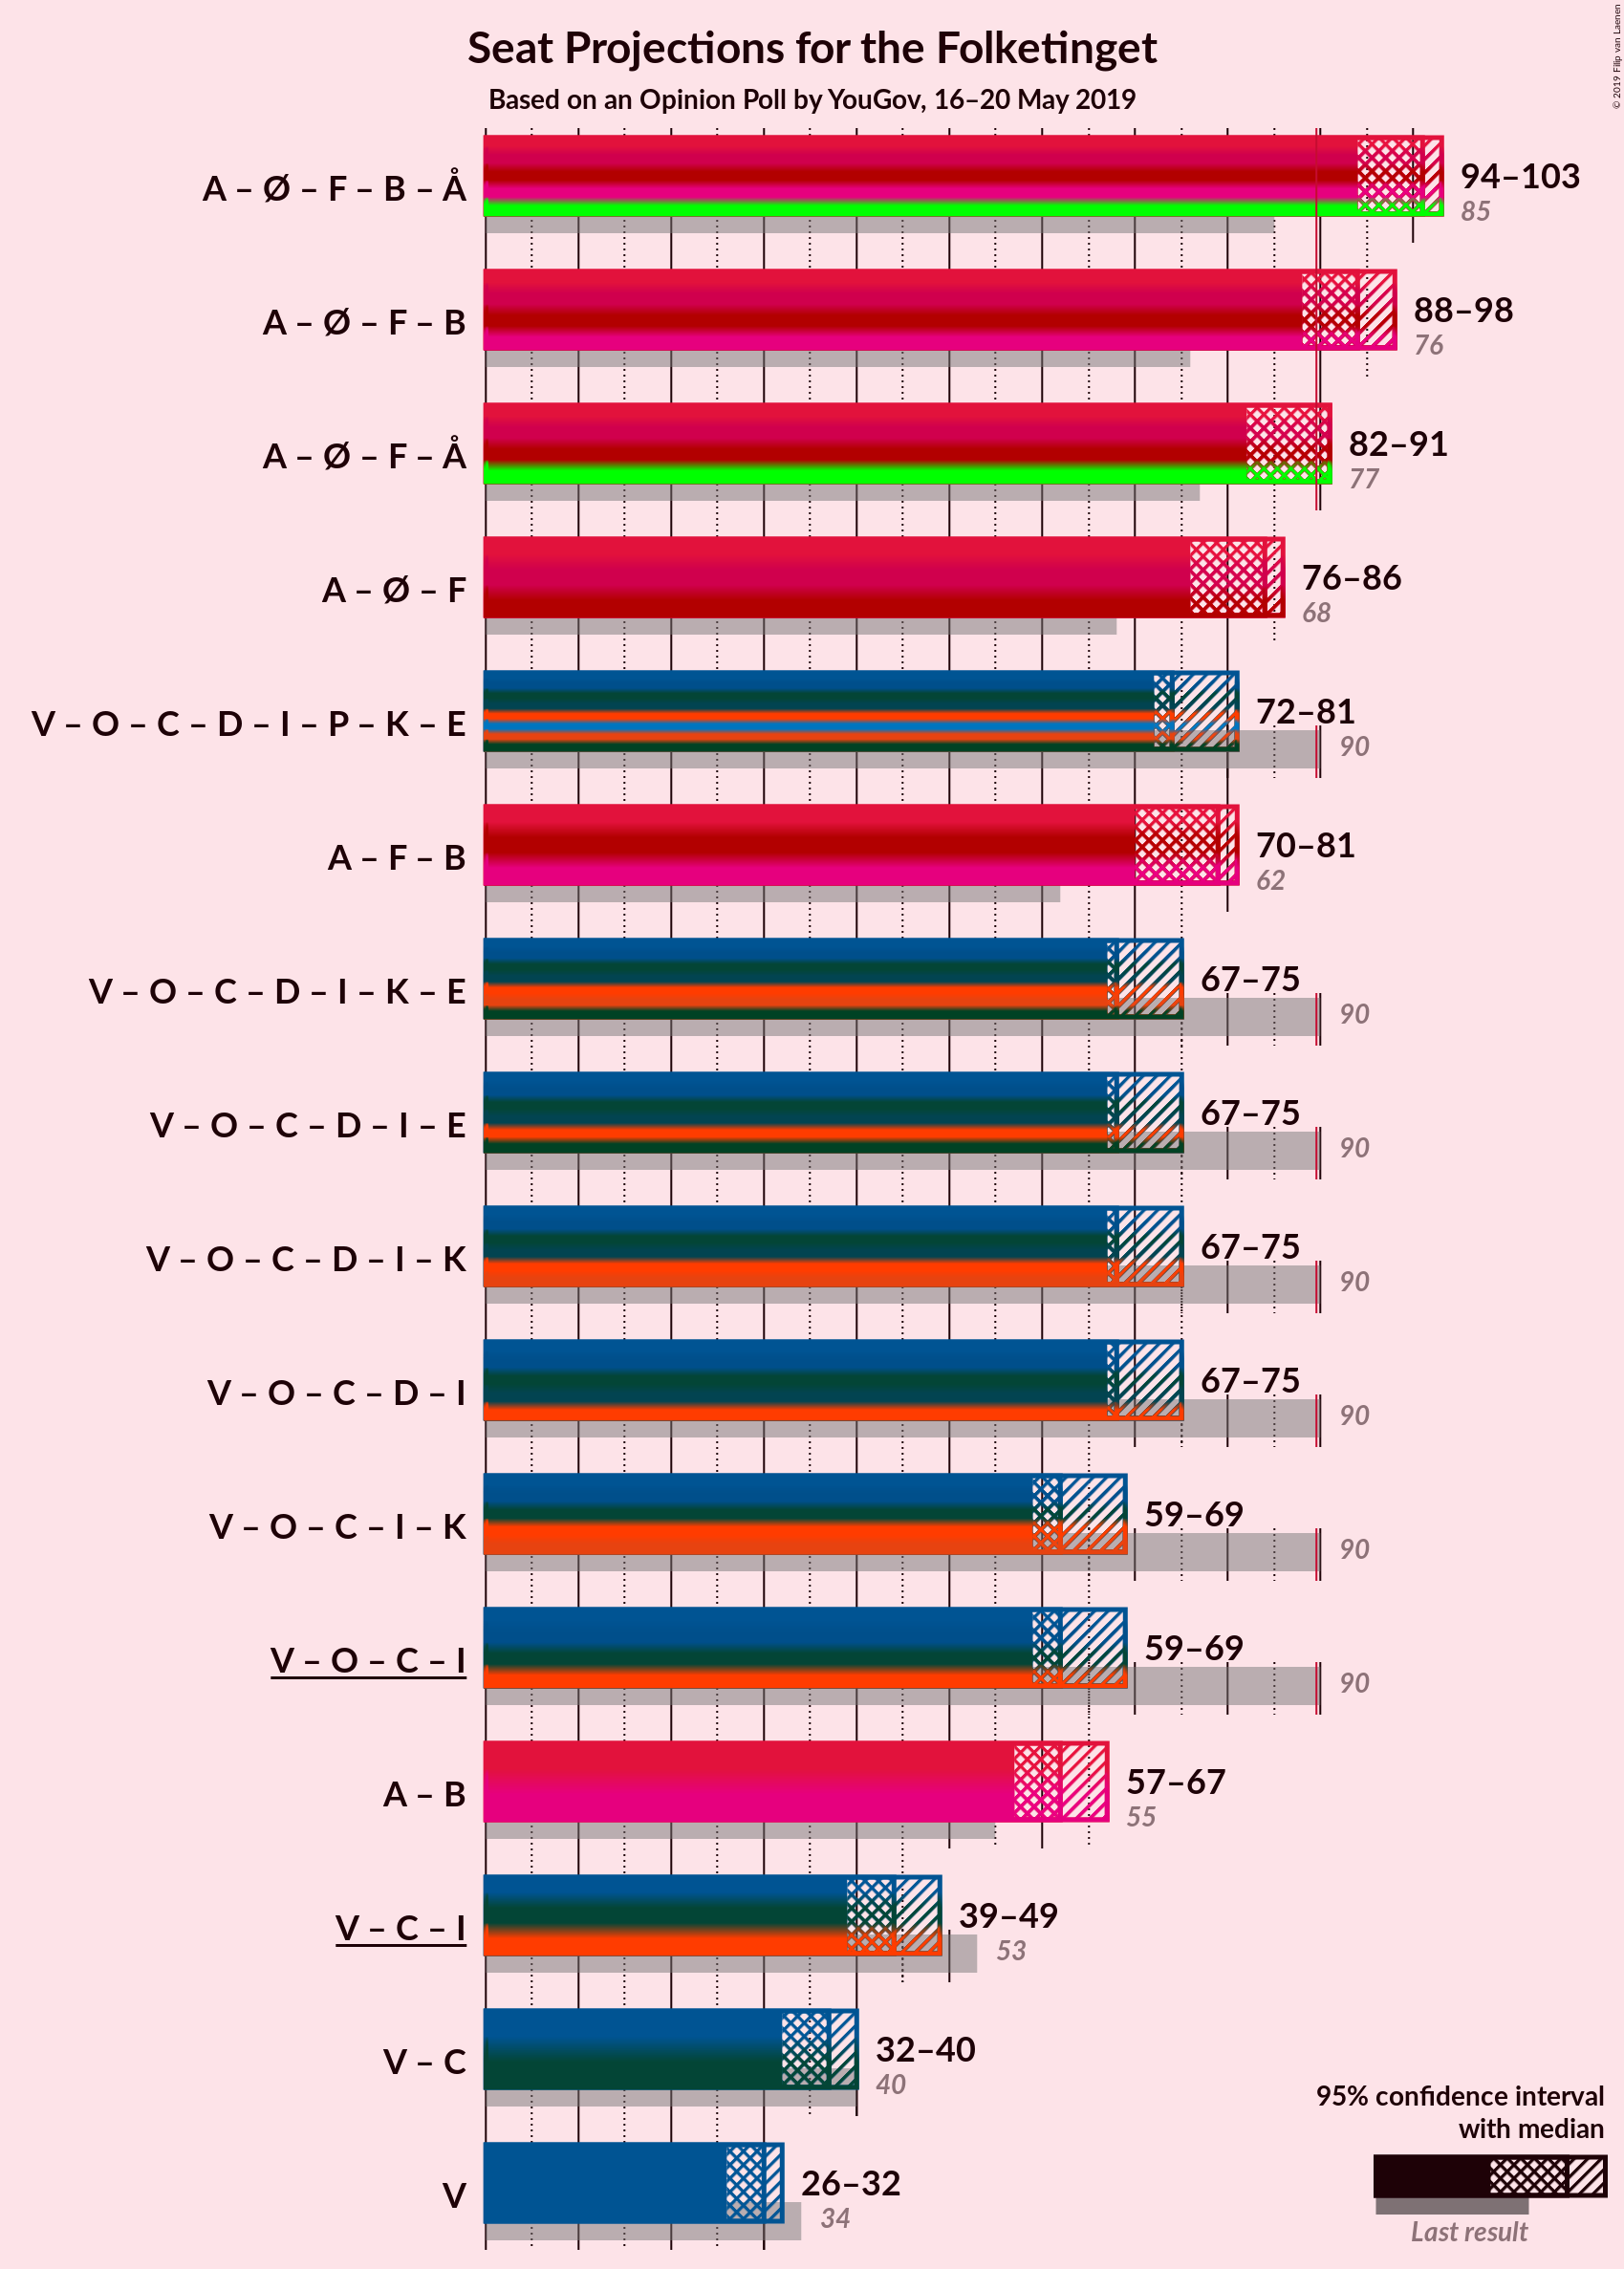 © 2019 Filip van Laenen
Seat Projections for the Folketinget
Based on an Opinion Poll by YouGov, 16–20 May 2019
A – Ø – F – B – Å
94–103
85
A – Ø – F – B
88–98
76
A – Ø – F – Å
82–91
77
A – Ø – F
76–86
68
V – O – C – D – I – P – K – E
72–81
90
A – F – B
70–81
62
V – O – C – D – I – K – E
67–75
90
V – O – C – D – I – E
67–75
90
V – O – C – D – I – K
67–75
90
V – O – C – D – I
67–75
90
V – O – C – I – K
59–69
90
V – O – C – I
59–69
90
A – B
57–67
55
V – C – I
39–49
53
V – C
32–40
40
V
26–32
34
95% confidence interval
with median
Last result